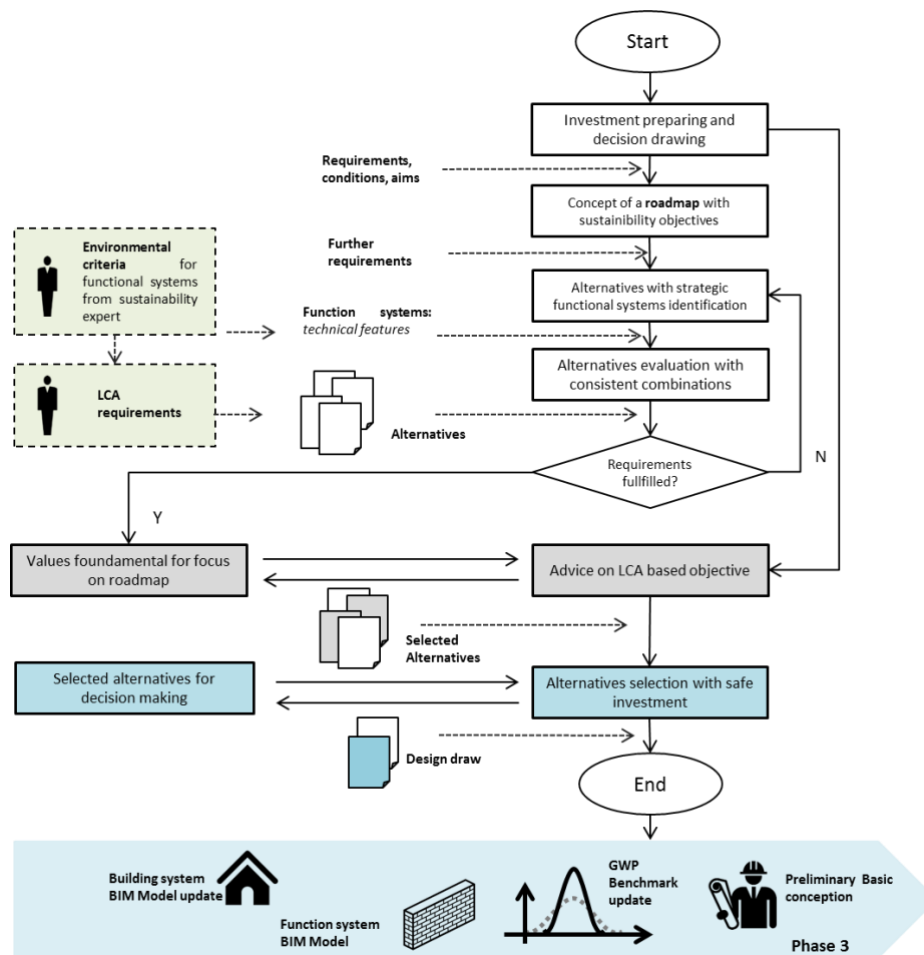 Start
Investment preparing and
decision drawing
Requirements,
conditions, aims
Concept of a roadmap with
sustainibility objectives
Environmental
criteria for
functional systems
from sustainability
expert
Further
requirements
Alternatives with strategic
functional systems identification
Function systems:
technical features
Alternatives evaluation with
consistent combinations
LCA
requirements
Alternatives
Requirements
fullfilled?
N
Y
Values foundamental for focus
on roadmap
Advice on LCA based objective
Selected
Alternatives
Selected alternatives for
decision making
Alternatives selection with safe
investment
Design draw
End
Building system
BIM Model update
Function system
BIM Model
GWP
Benchmark
update
Preliminary Basic
conception
Phase 3